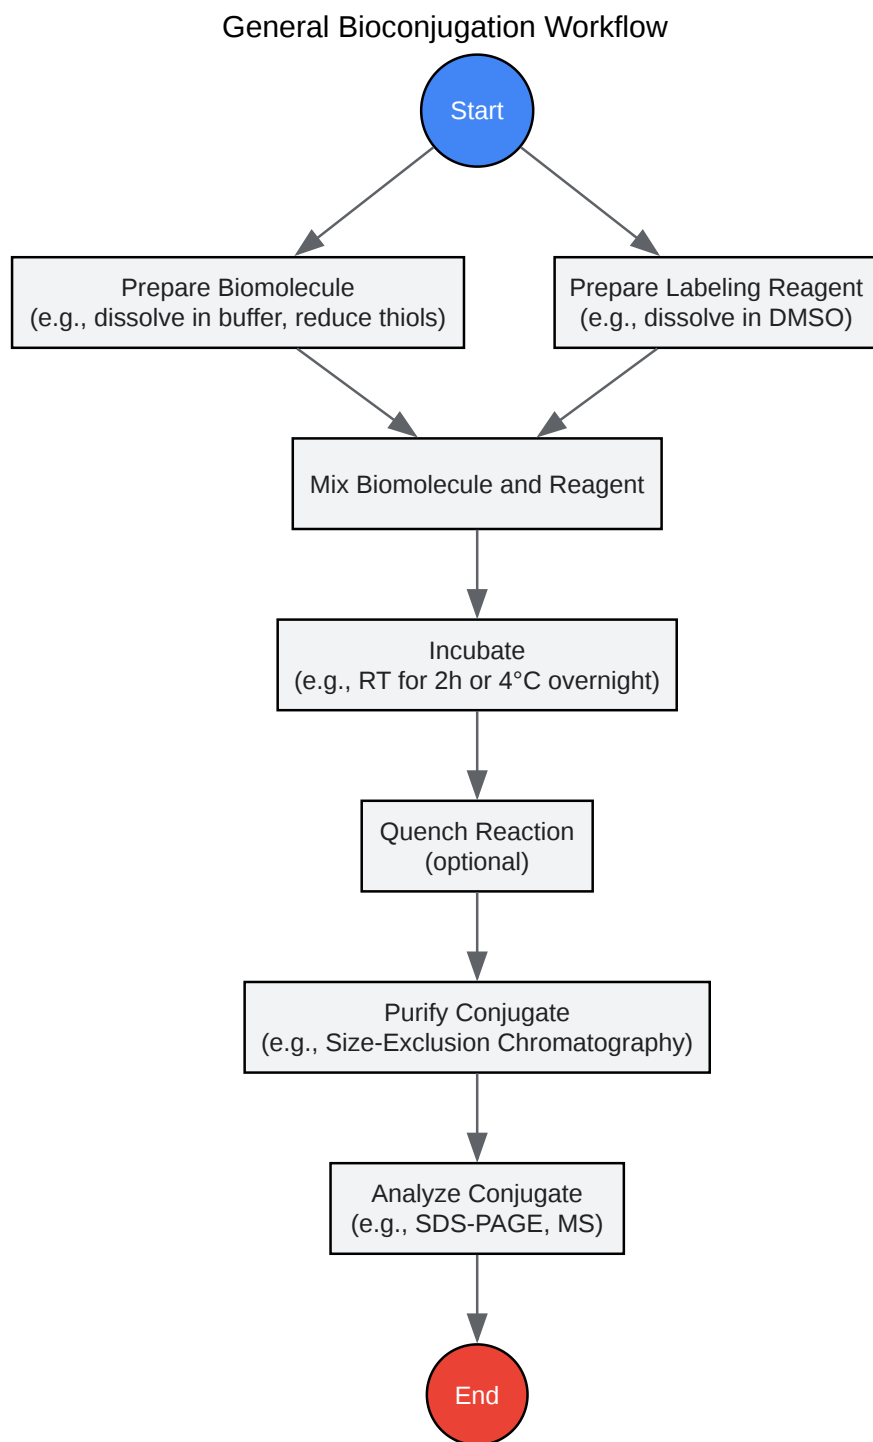 General Bioconjugation Workflow
Start
Prepare Biomolecule
(e.g., dissolve in buffer, reduce thiols)
Prepare Labeling Reagent
(e.g., dissolve in DMSO)
Mix Biomolecule and Reagent
Incubate
(e.g., RT for 2h or 4°C overnight)
Quench Reaction
(optional)
Purify Conjugate
(e.g., Size-Exclusion Chromatography)
Analyze Conjugate
(e.g., SDS-PAGE, MS)
End